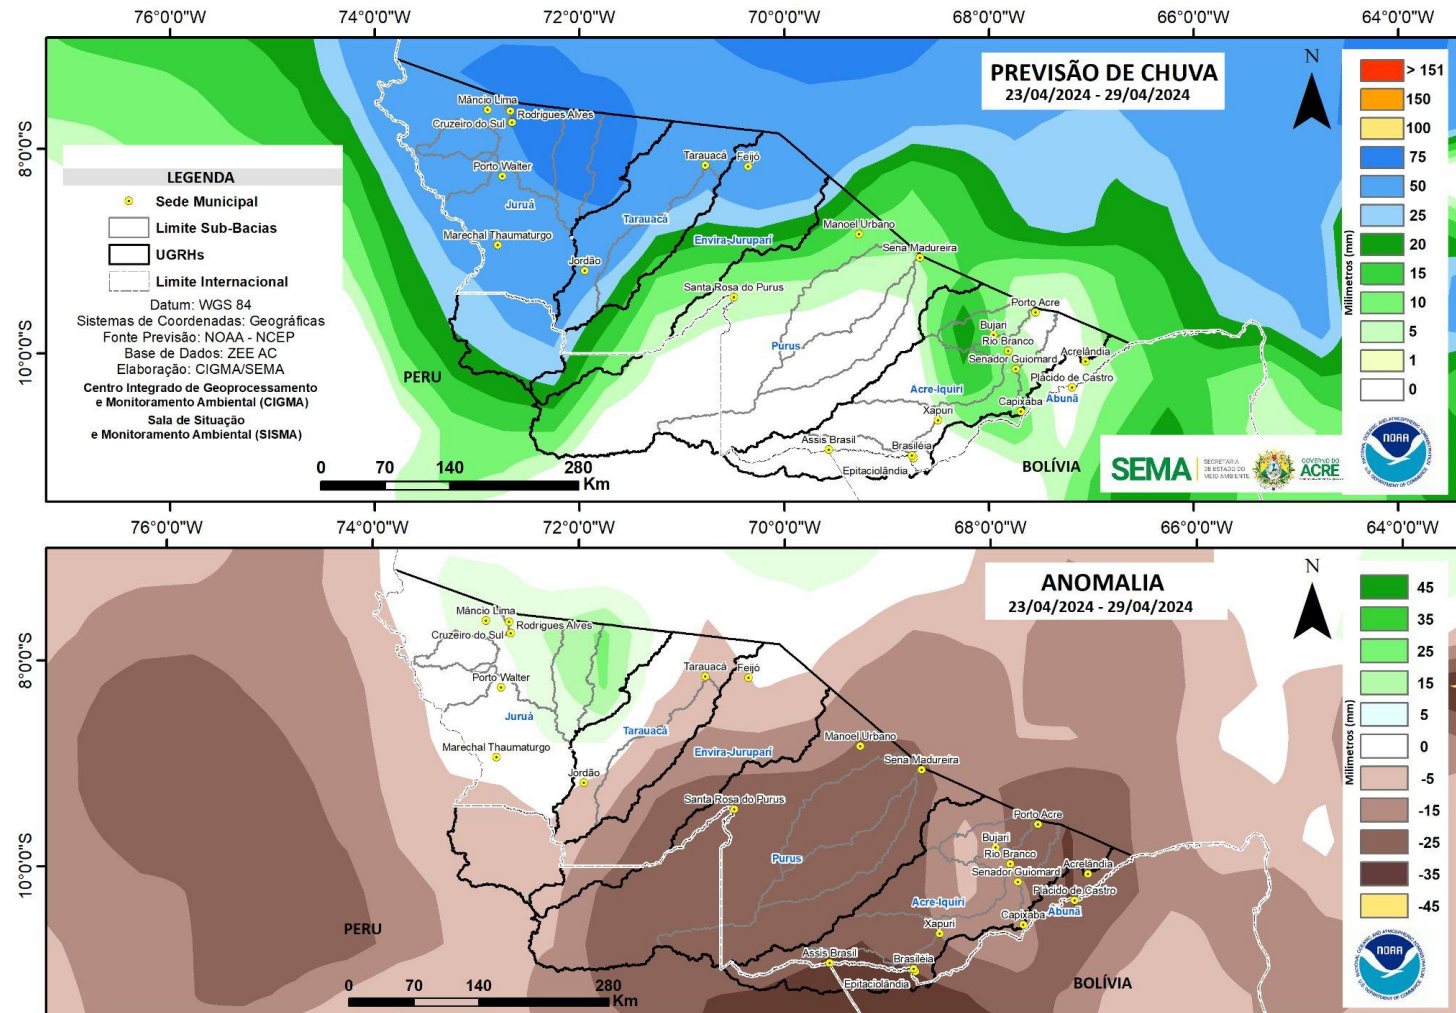 76°0'0"W 74°0'0"W 72°0'0"W 70°0'0"W 68°0'0"W 66°0'0"W 64°0'0"W
PREVISÃO DE CHUVA
23/04/2024 - 29/04/2024
N
> 151
150
100
75
50
25
20
15
10
5
1
0
Milimetros (mm)
8°0'0"S
10°0'0"S
LEGENDA
Sede Municipal
Limite Sub-Bacias
UGRHs
Limite Internacional
Datum: WGS 84
Sistemas de Coordenadas: Geográficas
Fonte Previsão: NOAA - NCEP
Base de Dados: ZEE AC
Elaboração: CIGMA/SEMA
Centro Integrado de Geoprocessamento
e Monitoramento Ambiental (CIGMA)
Sala de Situação
e Monitoramento Ambiental (SISMA)
Mâncio Lima
Rodrigues Alves
Cruzeiro do Sul
Porto Walter
Juruá
Marechal Thaumaturgo
Jordão
Tarauacá
Feijó
Tarauacá
Envira-Jurupari
Manoel Urbano
Sena Madureira
Santa Rosa do Purus
Purus
Porto Acre
Bujari
Rio Branco
Senador Guiomard
Acrelândia
Plácido de Castro
Acre-Iquiri
Abunã
Capixaba
Xapuri
Assis Brasil
Brasiléia
Epitaciolândia
PERU
BOLÍVIA
0 70 140 280
Km
SEMA
SECRETARIA
DE ESTADO DO
MEIO AMBIENTE
GOVERNO DO
ACRE
NOAA
76°0'0"W 74°0'0"W 72°0'0"W 70°0'0"W 68°0'0"W 66°0'0"W 64°0'0"W
ANOMALIA
23/04/2024 - 29/04/2024
N
45
35
25
15
5
0
-5
-15
-25
-35
-45
Milimetros (mm)
8°0'0"S
10°0'0"S
Mâncio Lima
Rodrigues Alves
Cruzeiro do Sul
Porto Walter
Juruá
Marechal Thaumaturgo
Jordão
Tarauacá
Feijó
Tarauacá
Envira-Jurupari
Manoel Urbano
Sena Madureira
Santa Rosa do Purus
Purus
Porto Acre
Bujari
Rio Branco
Senador Guiomard
Acrelândia
Plácido de Castro
Acre-Iquiri
Abunã
Capixaba
Xapuri
Assis Brasil
Brasiléia
Epitaciolândia
PERU
BOLÍVIA
0 70 140 280
Km
NOAA